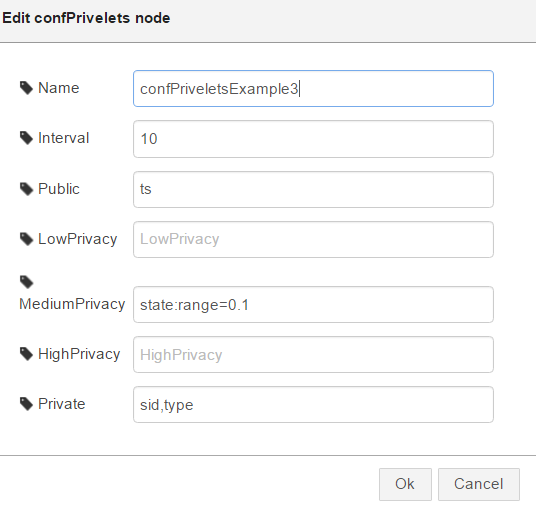 Edit confPrivelets node
Name confPriveletsExample3
Interval 10
Public ts
LowPrivacy LowPrivacy
MediumPrivacy state:range=0.1
HighPrivacy HighPrivacy
Private sid,type
Ok Cancel